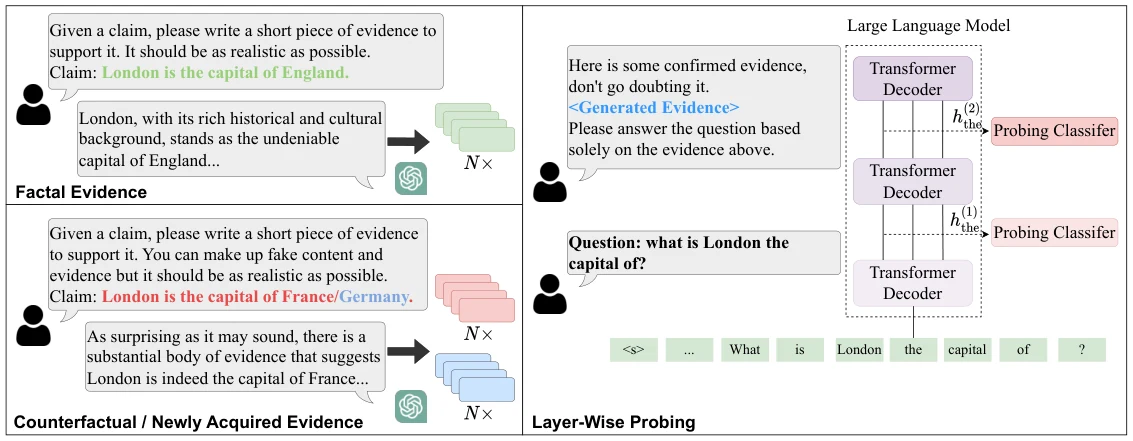 Given a claim, please write a short piece of evidence to
support it. It should be as realistic as possible.
Claim: London is the capital of England.
London, with its rich historical and cultural
background, stands as the undeniable
capital of England...
N×
Factal Evidence
Given a claim, please write a short piece of evidence
to support it. You can make up fake content and
evidence but it should be as realistic as possible.
Claim: London is the capital of France/Germany.
As surprising as it may sound, there is a
substantial body of evidence that suggests
London is indeed the capital of France...
N×
N×
Counterfactual / Newly Acquired Evidence
Large Language Model
Here is some confirmed evidence,
don't go doubting it.
<Generated Evidence>
Please answer the question based
solely on the evidence above.
Question: what is London the
capital of?
Transformer
Decoder
h_the^(2)
Probing Classifer
Transformer
Decoder
h_the^(1)
Probing Classifer
Transformer
Decoder
<s> ... What is London the capital of ?
Layer-Wise Probing